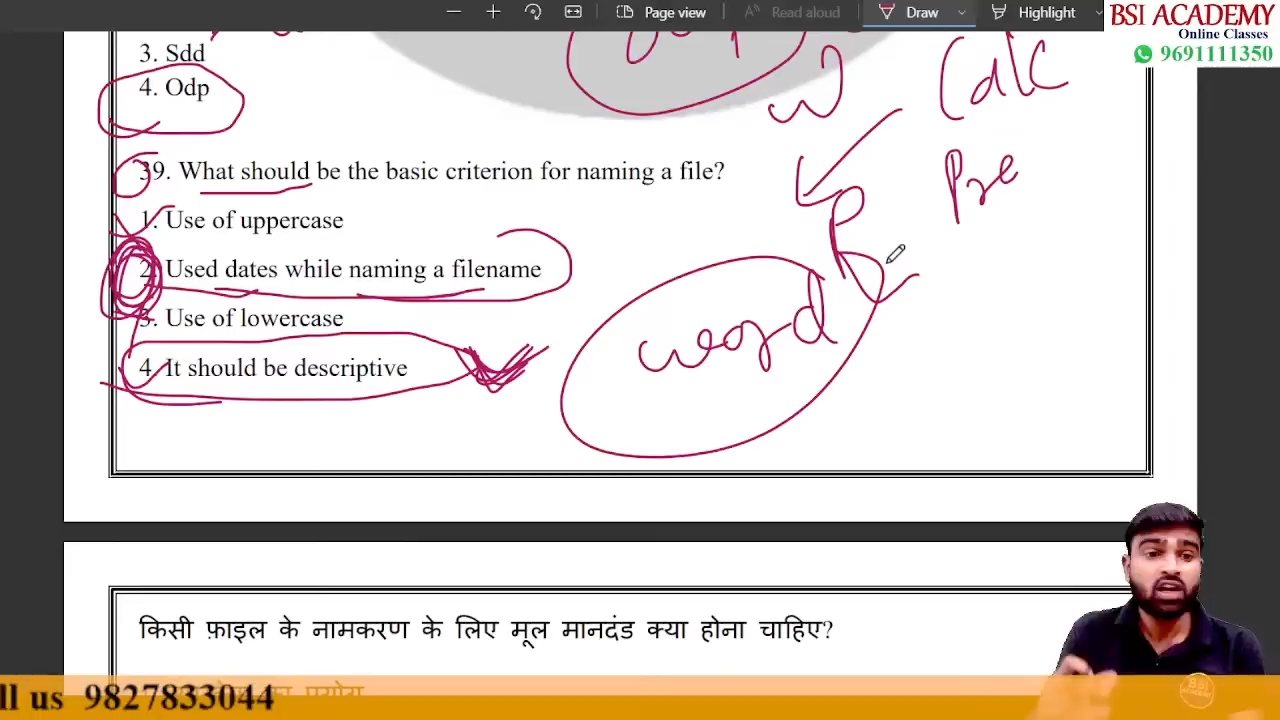 Page view
Read aloud
Draw
Highlight
BSI ACADEMY
Online Classes
9691111350
3. Sdd
4. Odp
w
Calc
Pre
P
39. What should be the basic criterion for naming a file?
1. Use of uppercase
2. Used dates while naming a filename
3. Use of lowercase
4. It should be descriptive
word
किसी फ़ाइल के नामकरण के लिए मूल मानदंड क्या होना चाहिए?
ll us 9827833044
BSI